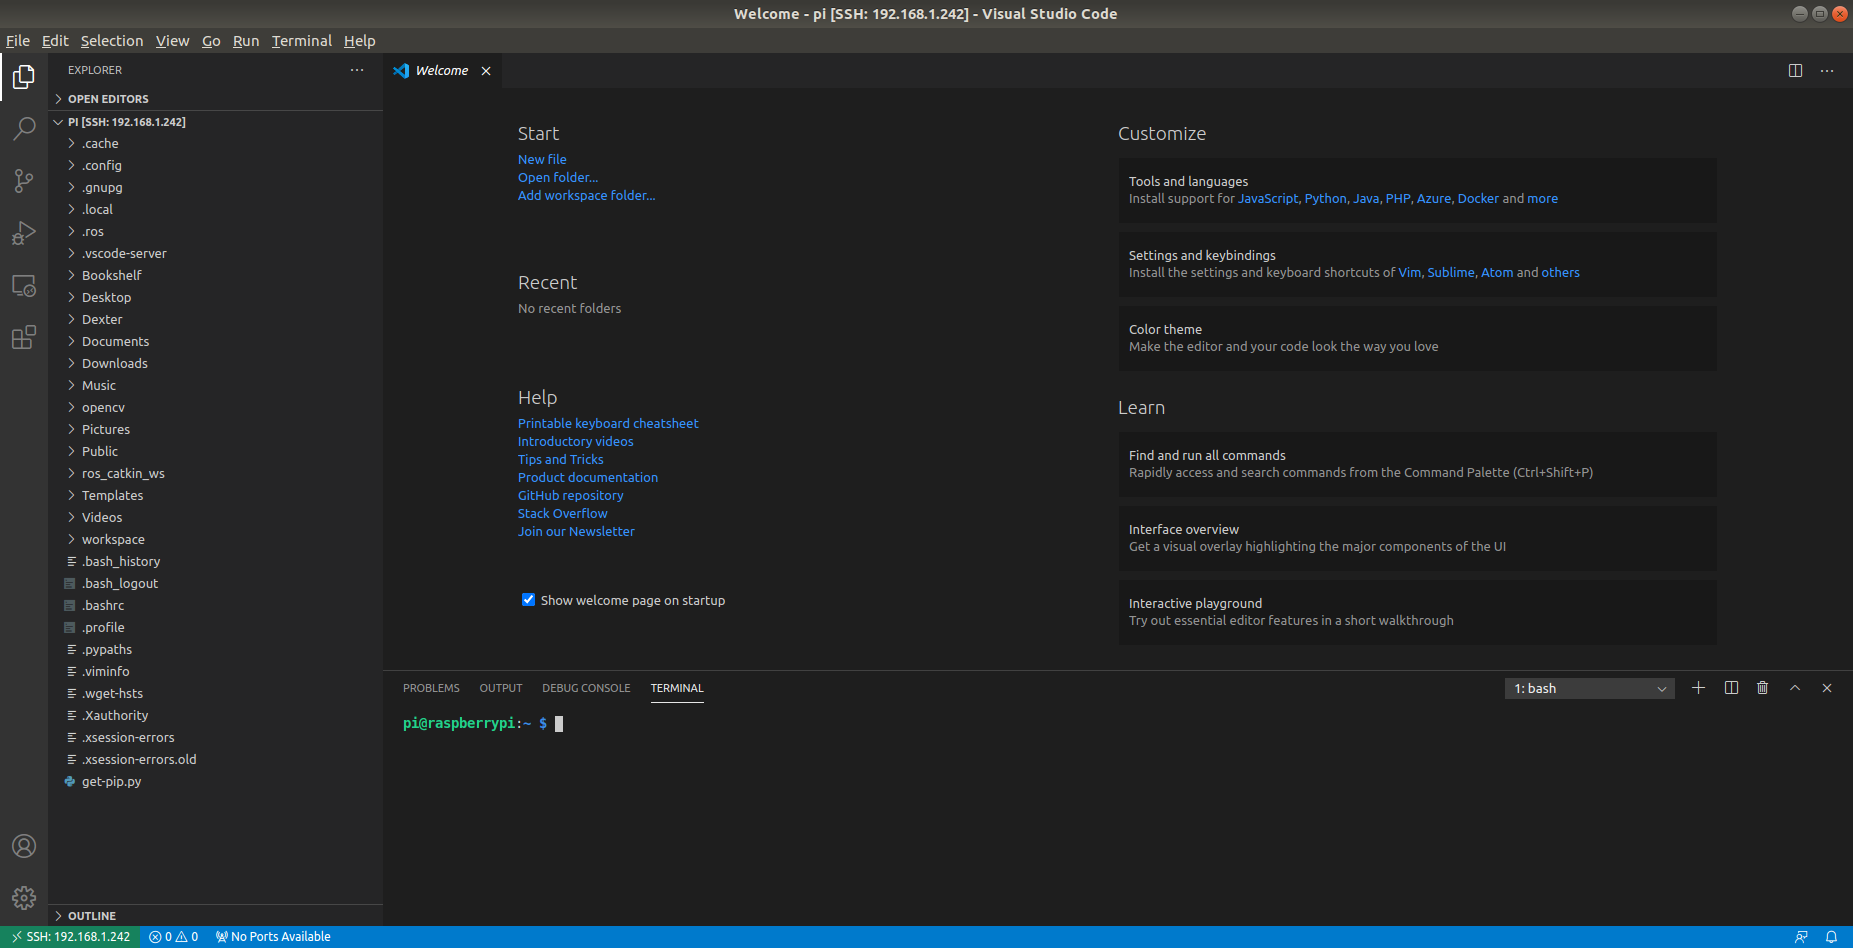 Welcome - pi [SSH: 192.168.1.242] - Visual Studio Code
File Edit Selection View Go Run Terminal Help
EXPLORER
OPEN EDITORS
PI [SSH: 192.168.1.242]
.cache
.config
.gnupg
.local
.ros
.vscode-server
Bookshelf
Desktop
Dexter
Documents
Downloads
Music
opencv
Pictures
Public
ros_catkin_ws
Templates
Videos
workspace
.bash_history
.bash_logout
.bashrc
.profile
.pypaths
.viminfo
.wget-hsts
.Xauthority
.xsession-errors
.xsession-errors.old
get-pip.py
OUTLINE
Welcome
Start
New file
Open folder...
Add workspace folder...
Recent
No recent folders
Help
Printable keyboard cheatsheet
Introductory videos
Tips and Tricks
Product documentation
GitHub repository
Stack Overflow
Join our Newsletter
Show welcome page on startup
Customize
Tools and languages
Install support for JavaScript, Python, Java, PHP, Azure, Docker and more
Settings and keybindings
Install the settings and keyboard shortcuts of Vim, Sublime, Atom and others
Color theme
Make the editor and your code look the way you love
Learn
Find and run all commands
Rapidly access and search commands from the Command Palette (Ctrl+Shift+P)
Interface overview
Get a visual overlay highlighting the major components of the UI
Interactive playground
Try out essential editor features in a short walkthrough
PROBLEMS OUTPUT DEBUG CONSOLE TERMINAL
1: bash
pi@raspberrypi:~ $
SSH: 192.168.1.242 0 0 No Ports Available